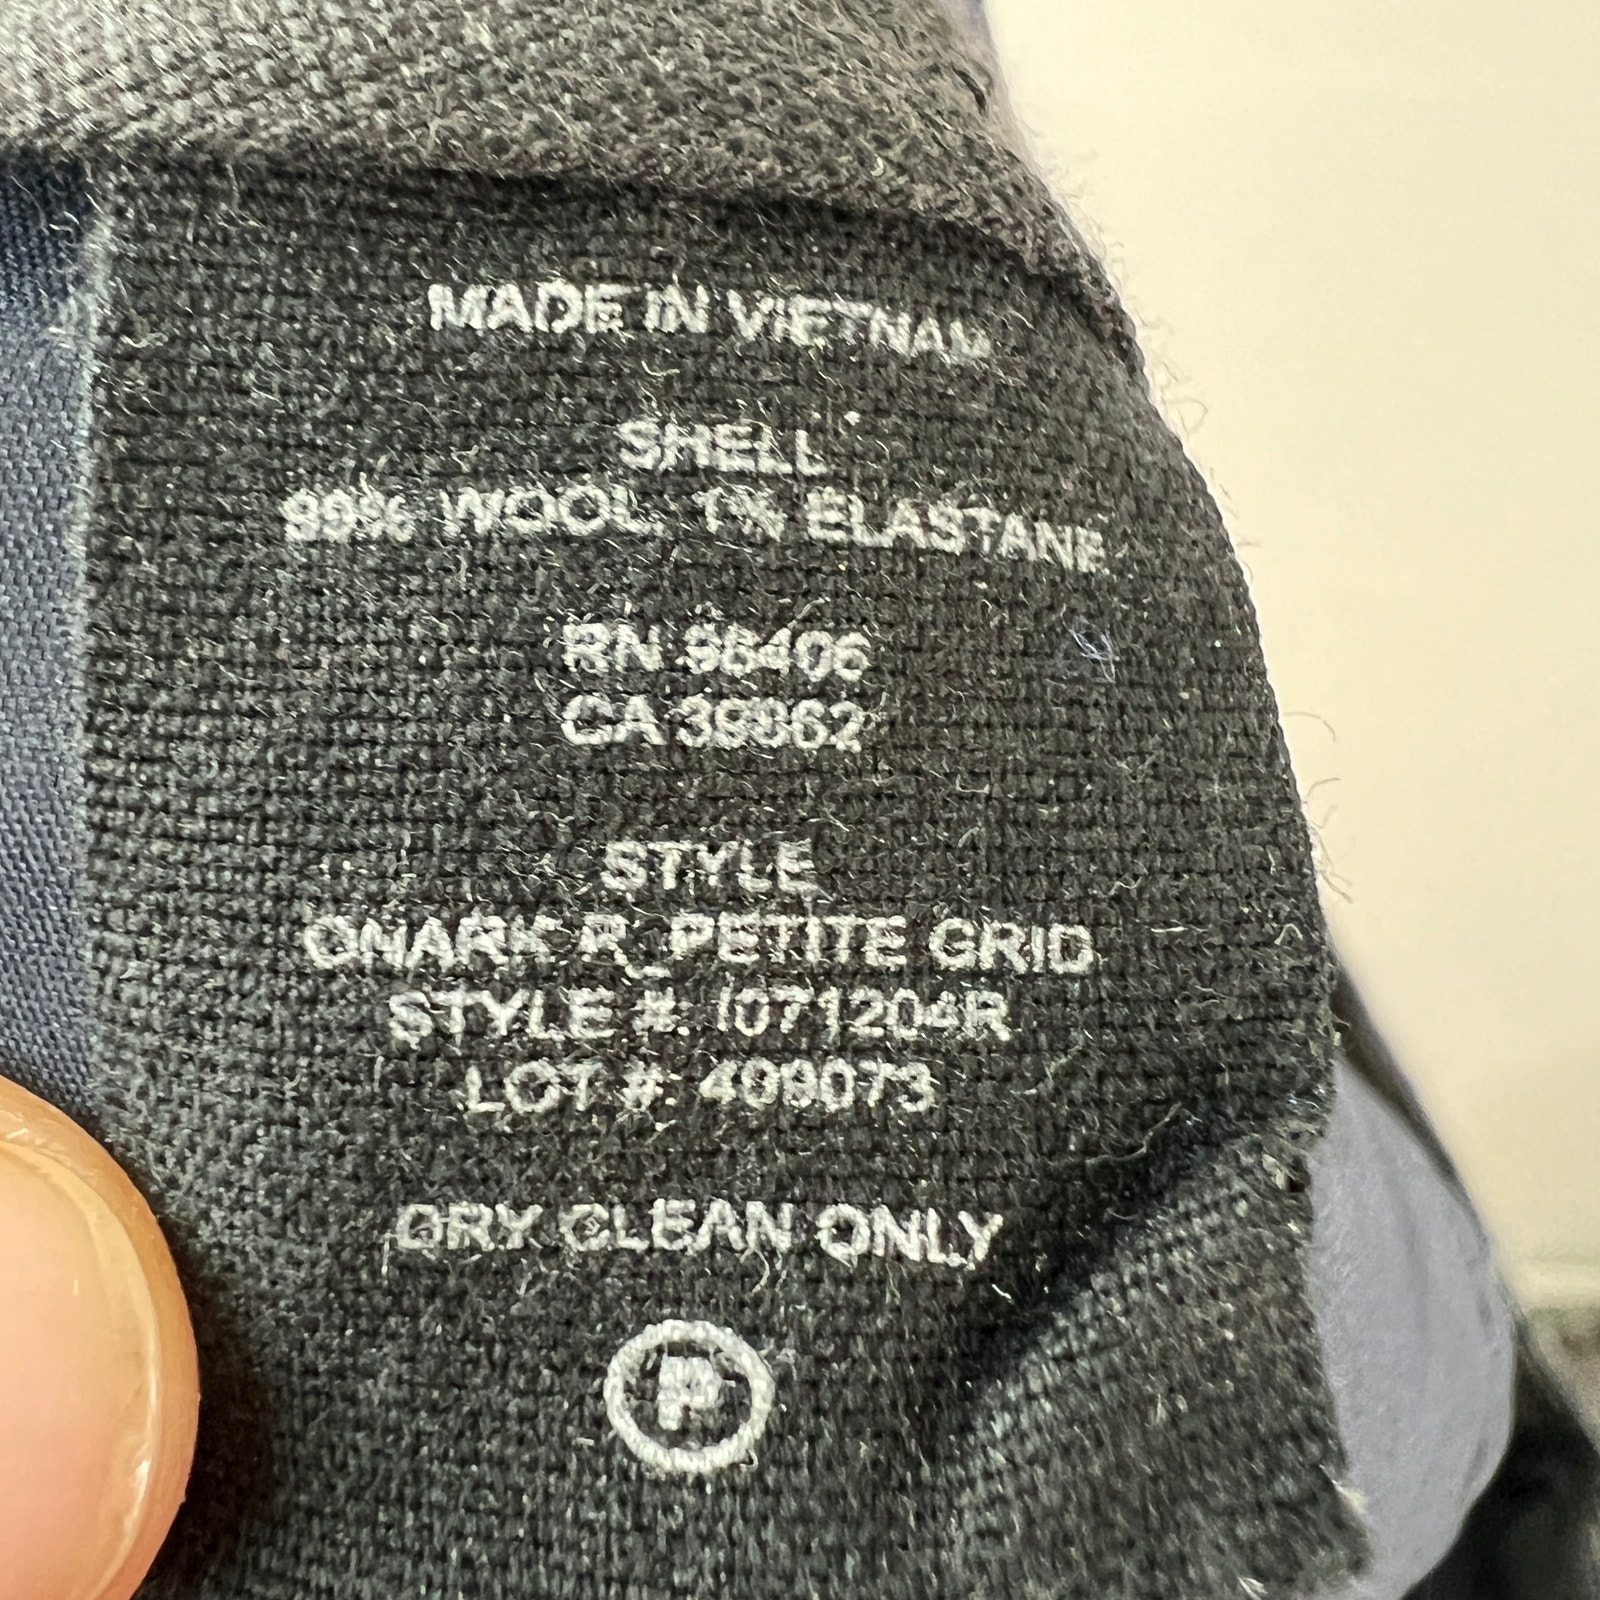 MADE IN VIETNAM
SHELL
99% WOOL, 1% ELASTANE
RN 96406
CA 39862
STYLE
QMARK R_PETITE GRID
STYLE #: I071204R
LOT #: 409073
DRY CLEAN ONLY
P